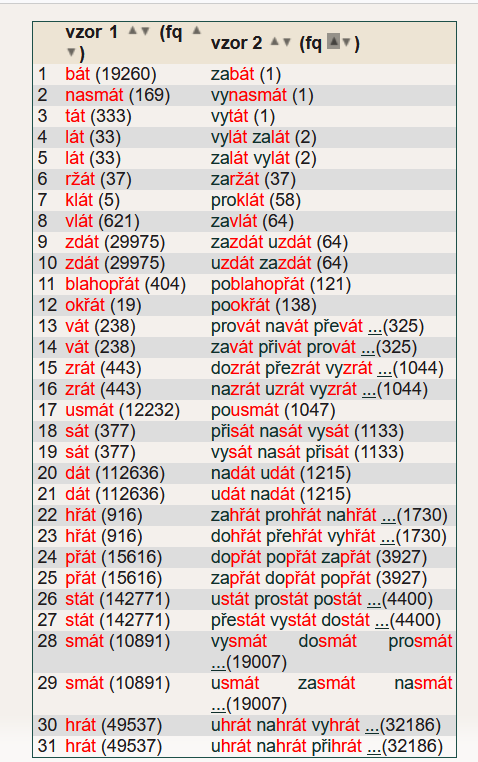 vzor 1 ▲▼ (fq ▲
▼)
vzor 2 ▲▼ (fq ▲▼)
1 bát (19260) zabát (1)
2 nasmát (169) vynasmát (1)
3 tát (333) vytát (1)
4 lát (33) vylát zalát (2)
5 lát (33) zalát vylát (2)
6 ržát (37) zaržát (37)
7 klát (5) proklát (58)
8 vlát (621) zavlát (64)
9 zdát (29975) zazdát uzdát (64)
10 zdát (29975) uzdát zazdát (64)
11 blahopřát (404) poblahopřát (121)
12 okřát (19) pookřát (138)
13 vát (238) provát navát převát ...(325)
14 vát (238) zavát přivát provát ...(325)
15 zrát (443) dozrát přezrát vyzrát ...(1044)
16 zrát (443) nazrát uzrát vyzrát ...(1044)
17 usmát (12232) pousmát (1047)
18 sát (377) přisát nasát vysát (1133)
19 sát (377) vysát nasát přisát (1133)
20 dát (112636) nadát udát (1215)
21 dát (112636) udát nadát (1215)
22 hřát (916) zahřát prohřát nahřát ...(1730)
23 hřát (916) dohřát přehřát vyhřát ...(1730)
24 přát (15616) dopřát popřát zapřát (3927)
25 přát (15616) zapřát dopřát popřát (3927)
26 stát (142771) ustát prostát postát ...(4400)
27 stát (142771) přestát vystát dostát ...(4400)
28 smát (10891) vysmát dosmát prosmát
...(19007)
29 smát (10891) usmát zasmát nasmát
...(19007)
30 hrát (49537) uhrát nahrát vyhrát ...(32186)
31 hrát (49537) uhrát nahrát přihrát ...(32186)